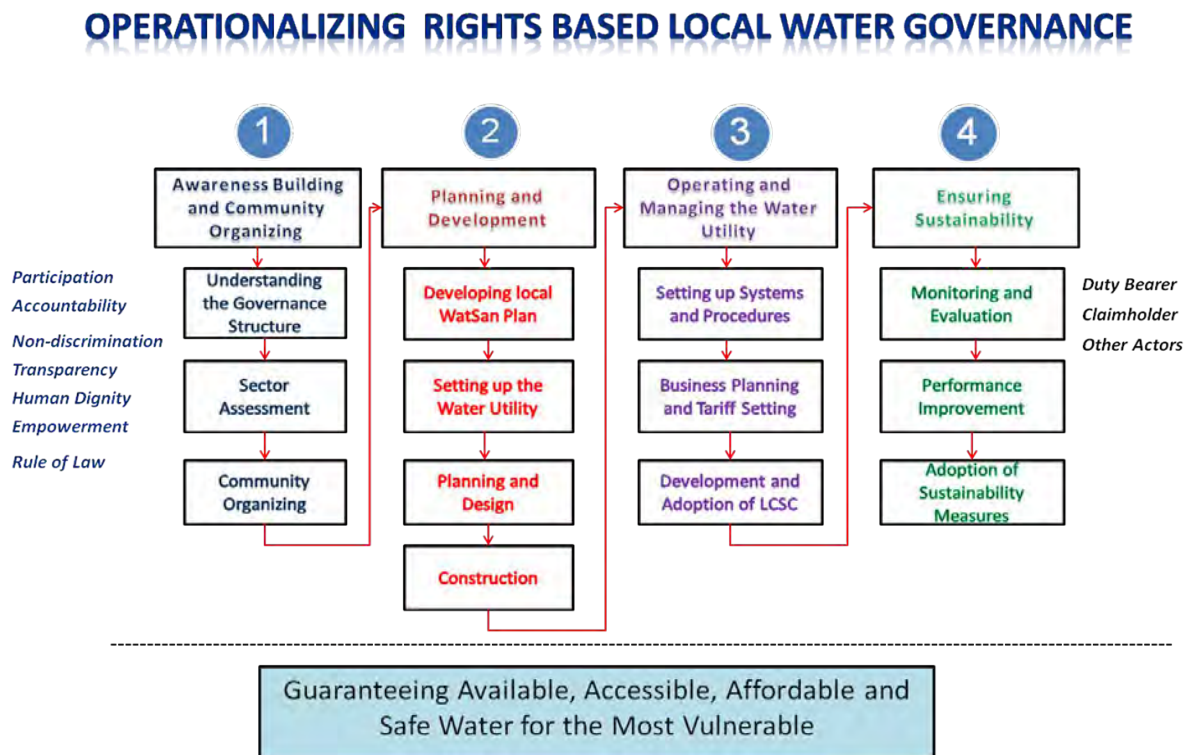 OPERATIONALIZING RIGHTS BASED LOCAL WATER GOVERNANCE
1
Awareness Building
and Community
Organizing
Understanding
the Governance
Structure
Sector
Assessment
Community
Organizing
2
Planning and
Development
Developing local
WatSan Plan
Setting up the
Water Utility
Planning and
Design
Construction
3
Operating and
Managing the Water
Utility
Setting up Systems
and Procedures
Business Planning
and Tariff Setting
Development and
Adoption of LCSC
4
Ensuring
Sustainability
Monitoring and
Evaluation
Performance
Improvement
Adoption of
Sustainability
Measures
Participation
Accountability
Non-discrimination
Transparency
Human Dignity
Empowerment
Rule of Law
Duty Bearer
Claimholder
Other Actors
Guaranteeing Available, Accessible, Affordable and
Safe Water for the Most Vulnerable